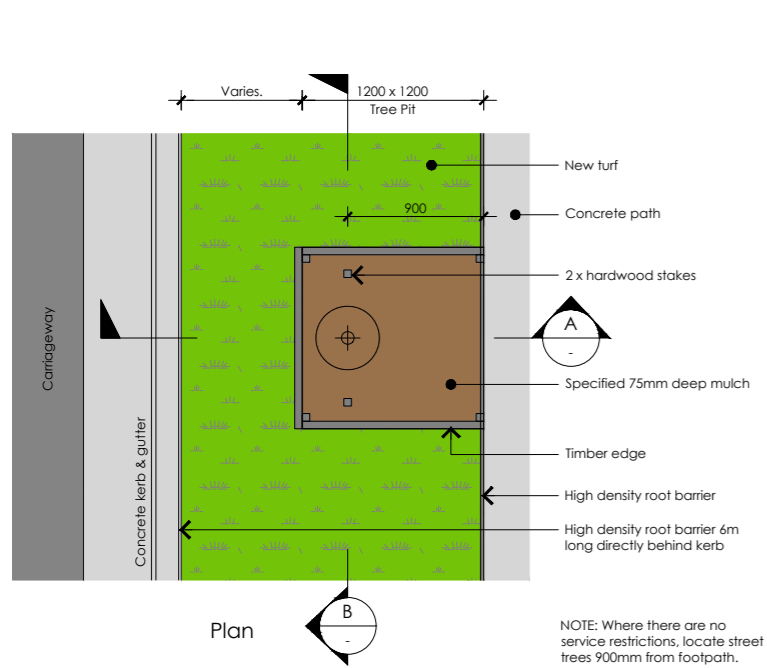 Varies.
1200 x 1200
Tree Pit
New turf
900
Concrete path
2 x hardwood stakes
A
-
Carriageway
Specified 75mm deep mulch
Concrete kerb & gutter
Timber edge
High density root barrier
High density root barrier 6m
long directly behind kerb
B
-
Plan
NOTE: Where there are no
service restrictions, locate street
trees 900mm from footpath.